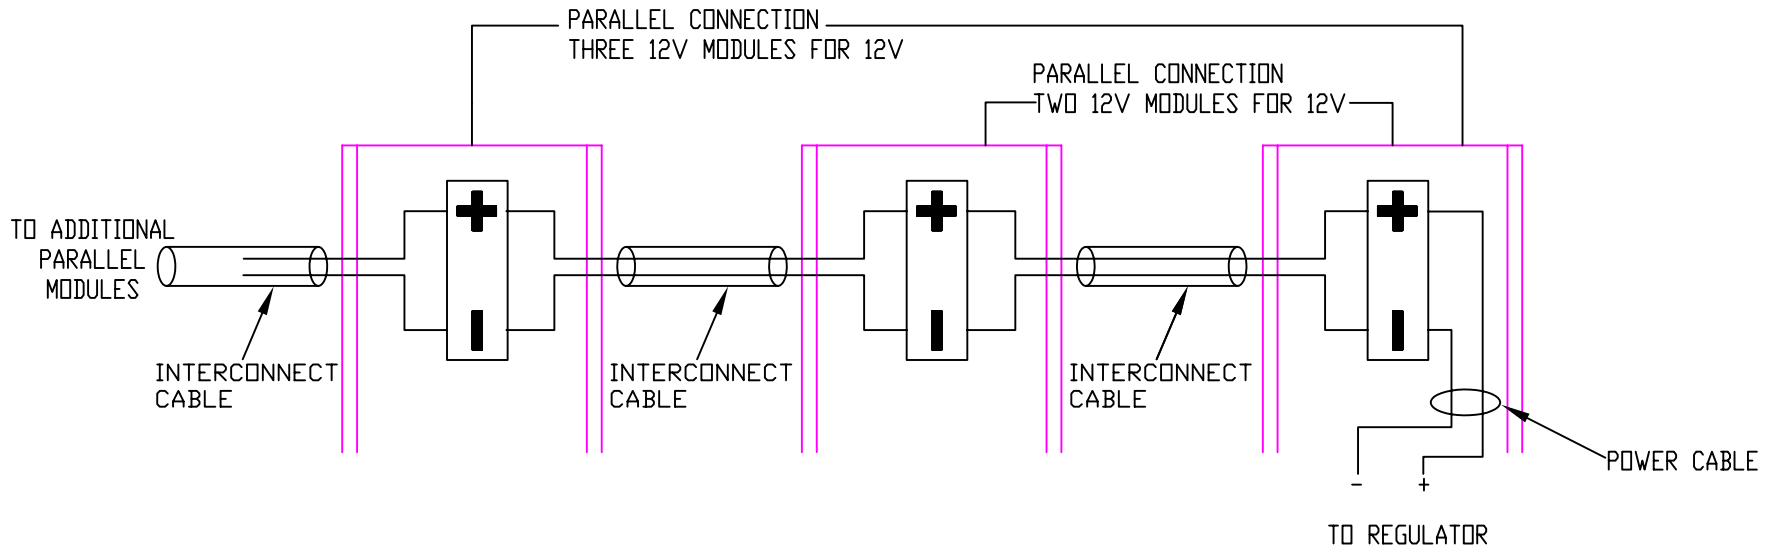 PARALLEL CONNECTION
THREE 12V MODULES FOR 12V
PARALLEL CONNECTION
TWO 12V MODULES FOR 12V
TO ADDITIONAL
PARALLEL
MODULES
+
+
+
-
-
-
INTERCONNECT
CABLE
INTERCONNECT
CABLE
INTERCONNECT
CABLE
POWER CABLE
- +
TO REGULATOR